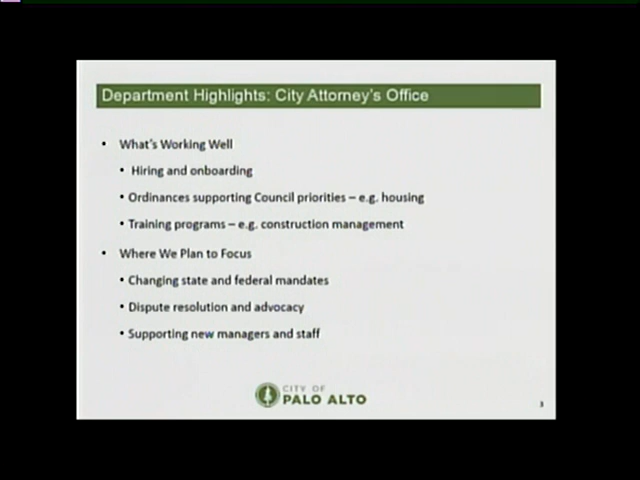 Department Highlights: City Attorney's Office
• What's Working Well
• Hiring and onboarding
• Ordinances supporting Council priorities – e.g. housing
• Training programs – e.g. construction management
• Where We Plan to Focus
• Changing state and federal mandates
• Dispute resolution and advocacy
• Supporting new managers and staff
CITY OF
PALO ALTO
3